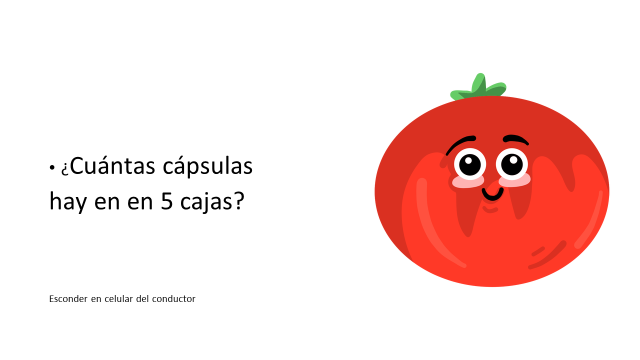 • ¿Cuántas cápsulas
hay en en 5 cajas?
Esconder en celular del conductor